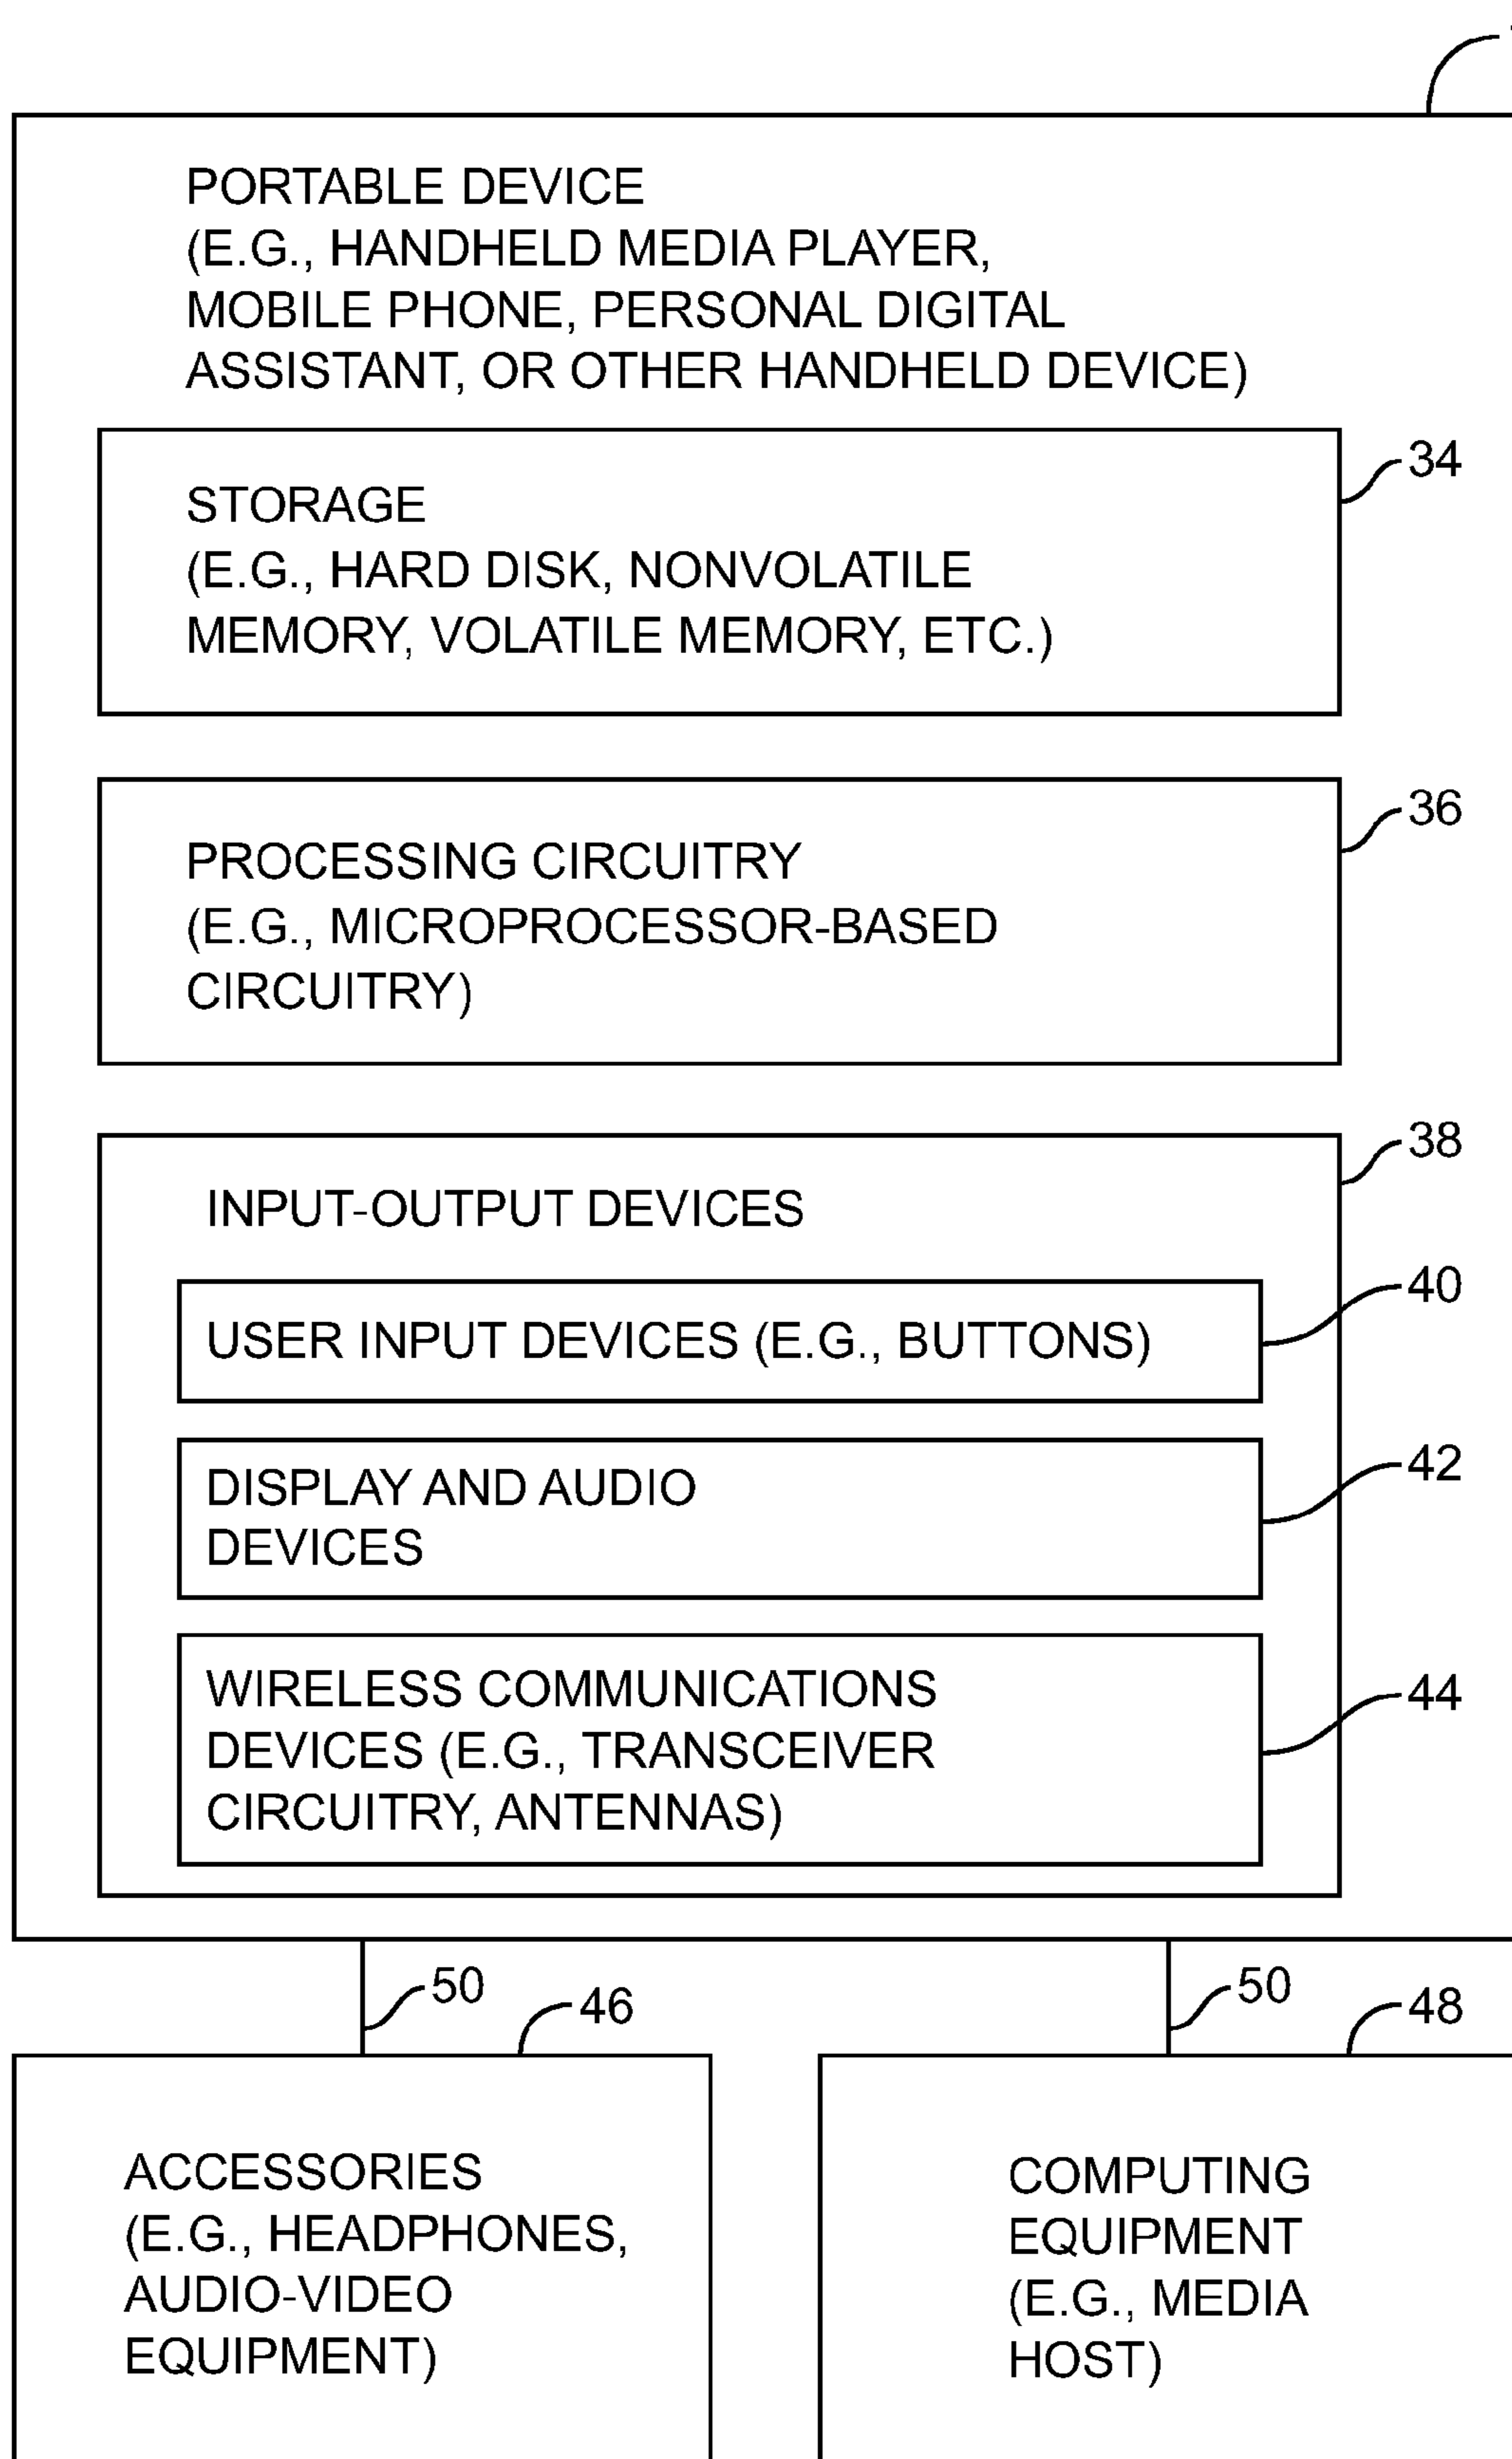 PORTABLE DEVICE
(E.G., HANDHELD MEDIA PLAYER,
MOBILE PHONE, PERSONAL DIGITAL
ASSISTANT, OR OTHER HANDHELD DEVICE)
34
STORAGE
(E.G., HARD DISK, NONVOLATILE
MEMORY, VOLATILE MEMORY, ETC.)
36
PROCESSING CIRCUITRY
(E.G., MICROPROCESSOR-BASED
CIRCUITRY)
38
INPUT-OUTPUT DEVICES
40
USER INPUT DEVICES (E.G., BUTTONS)
42
DISPLAY AND AUDIO
DEVICES
44
WIRELESS COMMUNICATIONS
DEVICES (E.G., TRANSCEIVER
CIRCUITRY, ANTENNAS)
50
46
50
48
ACCESSORIES
(E.G., HEADPHONES,
AUDIO-VIDEO
EQUIPMENT)
COMPUTING
EQUIPMENT
(E.G., MEDIA
HOST)